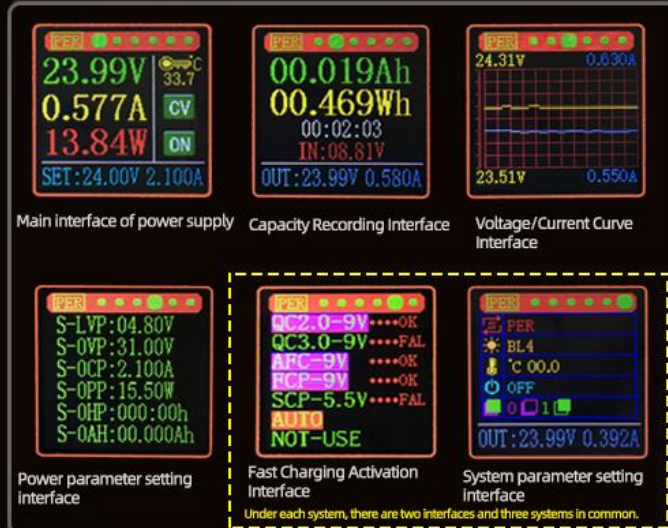 PER
23.99V
°C
33.7
0.577A
CV
13.84W
ON
SET:24.00V 2.100A
Main interface of power supply
PER
00.019Ah
00.469Wh
00:02:03
IN:08.81V
OUT:23.99V 0.580A
Capacity Recording Interface
PER
24.31V 0.630A
23.51V 0.550A
Voltage/Current Curve
Interface
PER
S-LVP:04.80V
S-OVP:31.00V
S-OCP:2.100A
S-OPP:15.50W
S-OHP:000:00h
S-OAH:00.000Ah
Power parameter setting
interface
PER
QC2.0-9V••••OK
QC3.0-9V••••FAL
AFC-9V ••••OK
FCP-9V ••••OK
SCP-5.5V••••FAL
AUTO
NOT-USE
Fast Charging Activation
Interface
PER
PER
BL4
°C 00.0
OFF
0 1
OUT:23.99V 0.392A
System parameter setting
interface
Under each system, there are two interfaces and three systems in common.